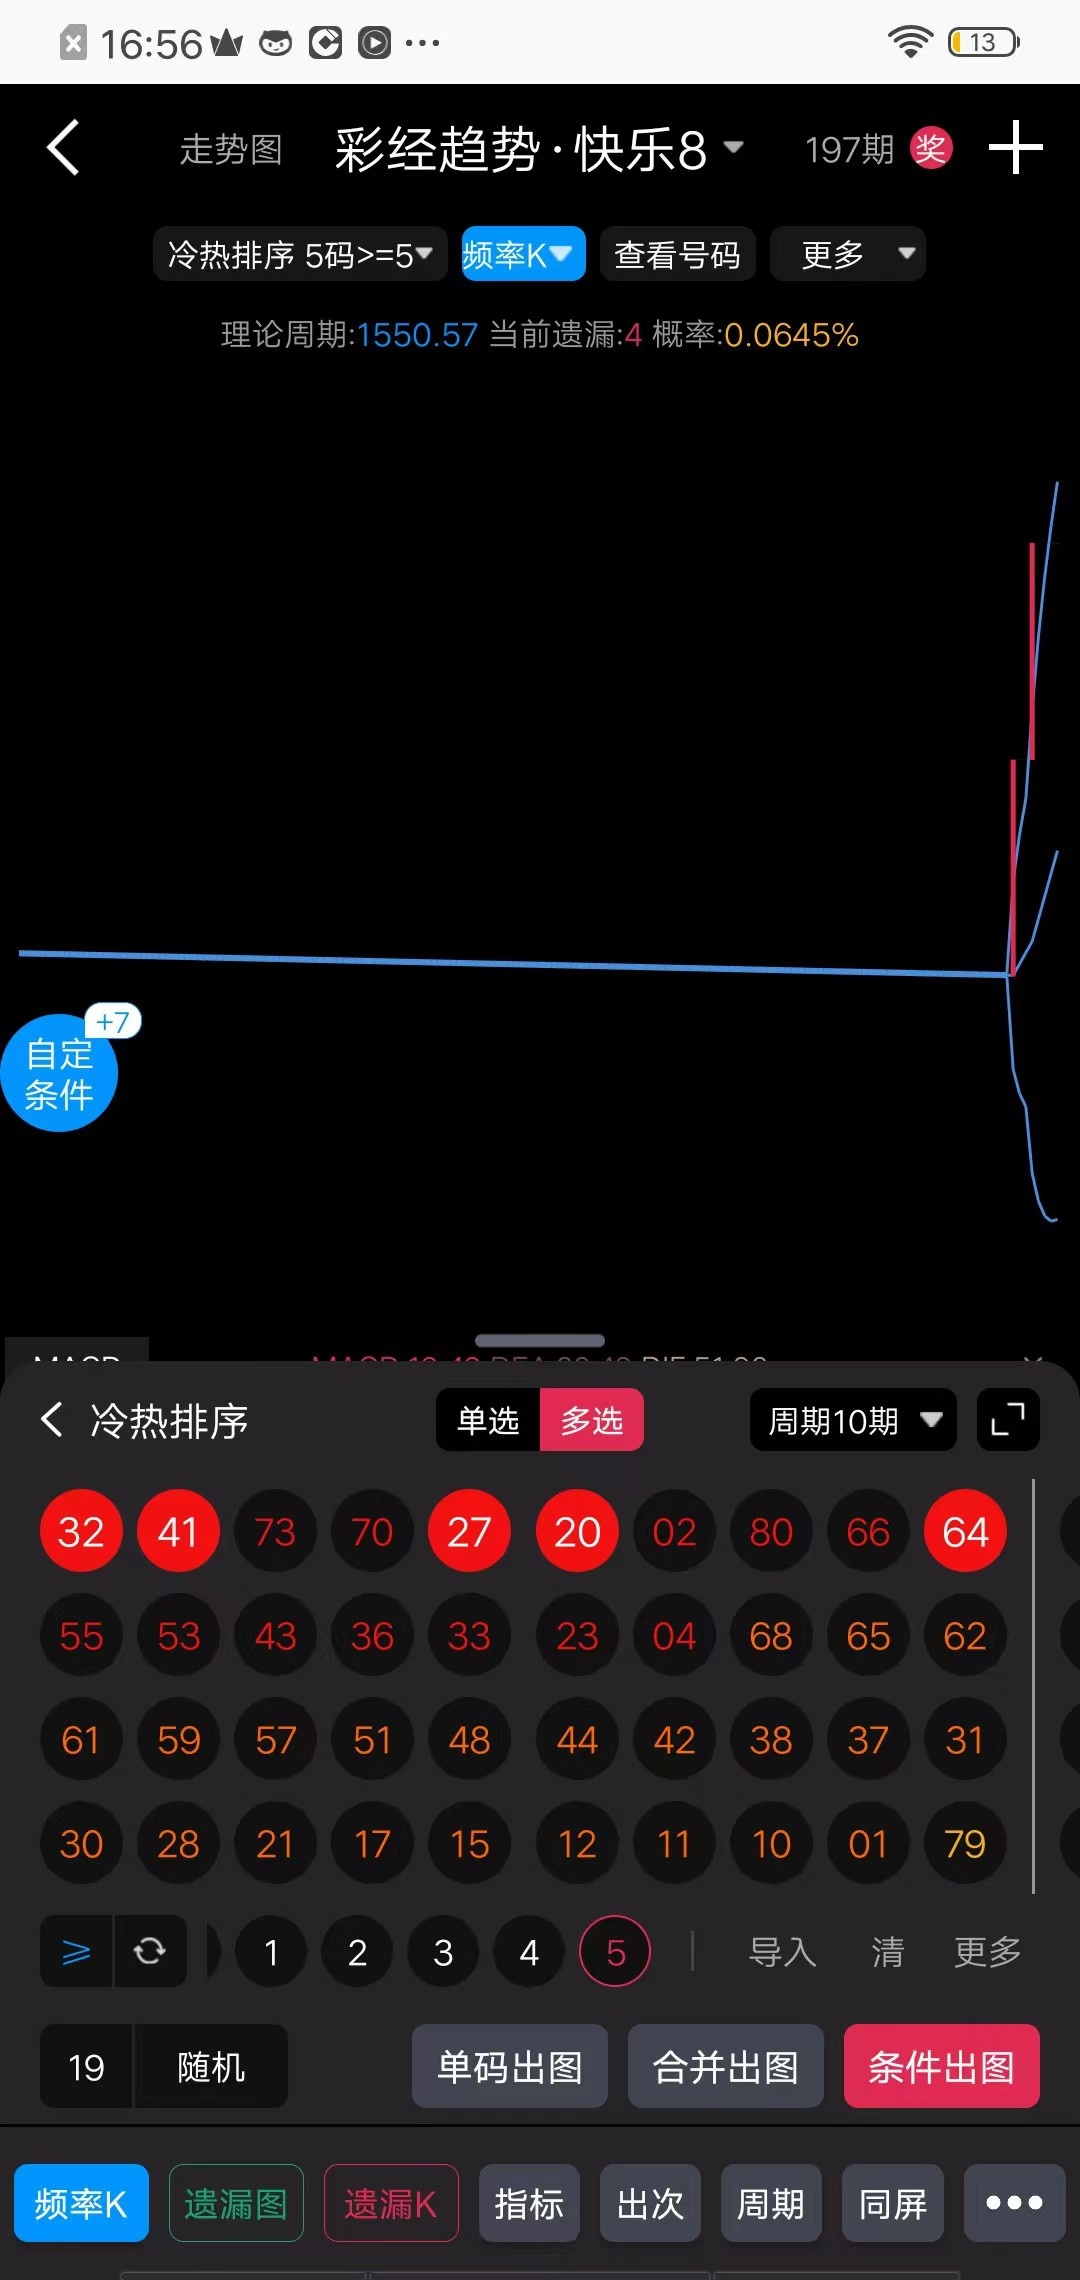 16:56 13
走势图 彩经趋势·快乐8 197期 奖
冷热排序 5码>=5 频率K 查看号码 更多
理论周期:1550.57 当前遗漏:4 概率:0.0645%
+7
自定
条件
冷热排序 单选 多选 周期10期
32 41 73 70 27 20 02 80 66 64
55 53 43 36 33 23 04 68 65 62
61 59 57 51 48 44 42 38 37 31
30 28 21 17 15 12 11 10 01 79
≥ 1 2 3 4 5 导入 清 更多
19 随机 单码出图 合并出图 条件出图
频率K 遗漏图 遗漏K 指标 出次 周期 同屏